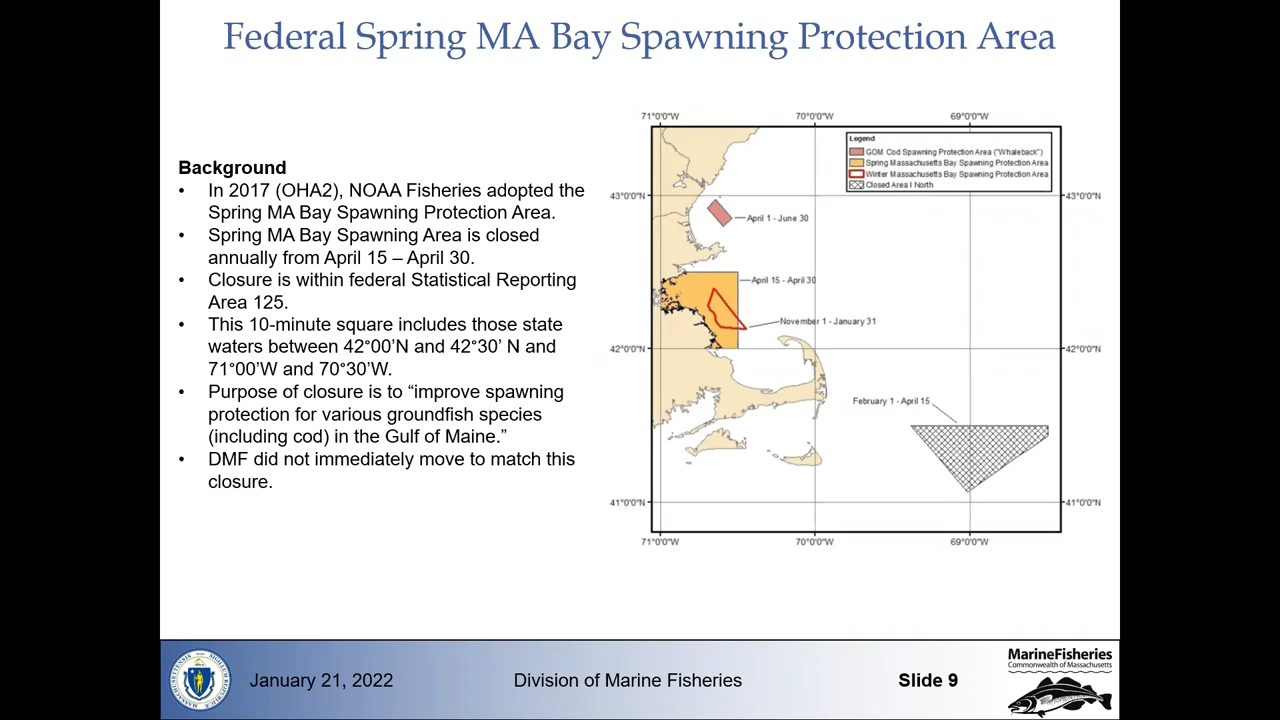 Federal Spring MA Bay Spawning Protection Area
Background
• In 2017 (OHA2), NOAA Fisheries adopted the
Spring MA Bay Spawning Protection Area.
• Spring MA Bay Spawning Area is closed
annually from April 15 – April 30.
• Closure is within federal Statistical Reporting
Area 125.
• This 10-minute square includes those state
waters between 42°00’N and 42°30’ N and
71°00’W and 70°30’W.
• Purpose of closure is to “improve spawning
protection for various groundfish species
(including cod) in the Gulf of Maine.”
• DMF did not immediately move to match this
closure.
71°0'0"W 70°0'0"W 69°0'0"W
Legend
GOM Cod Spawning Protection Area ("Whaleback")
Spring Massachusetts Bay Spawning Protection Area
Winter Massachusetts Bay Spawning Protection Area
Closed Area I North
43°0'0"N 43°0'0"N
April 1 - June 30
April 15 - April 30
November 1 - January 31
42°0'0"N 42°0'0"N
February 1 - April 15
41°0'0"N 41°0'0"N
71°0'0"W 70°0'0"W 69°0'0"W
January 21, 2022
Division of Marine Fisheries
Slide 9
MarineFisheries
Commonwealth of Massachusetts